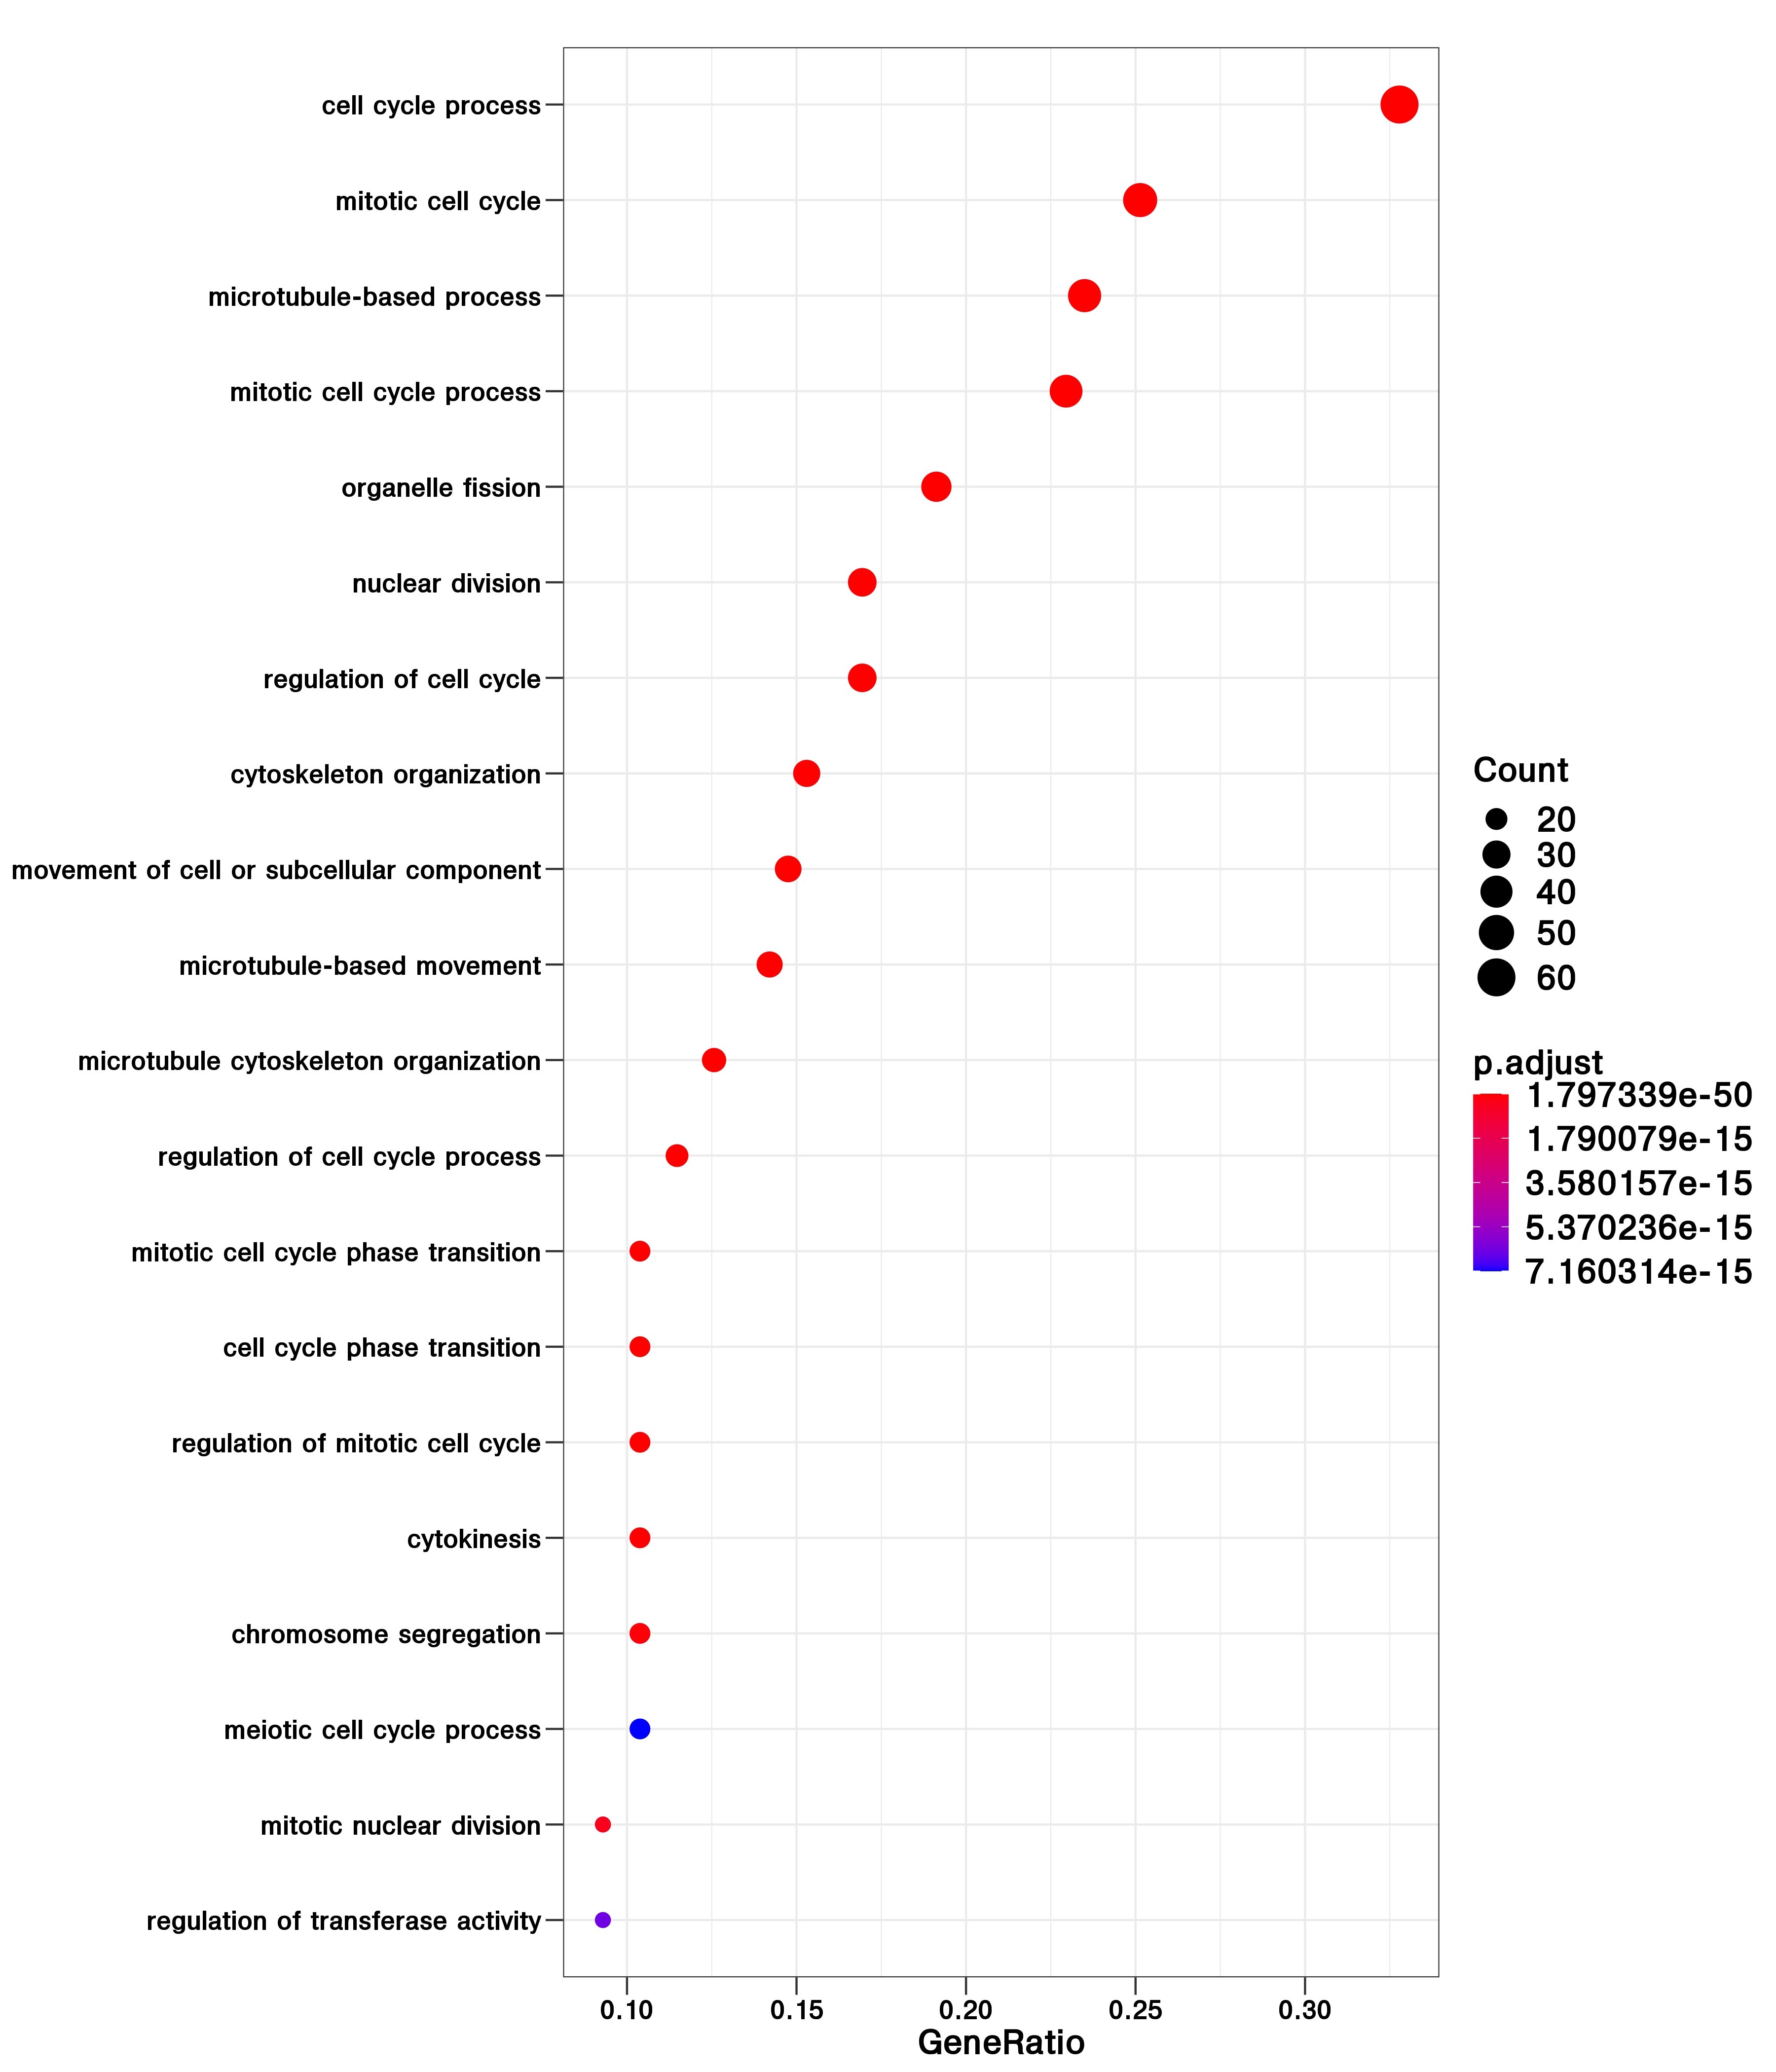 cell cycle process
mitotic cell cycle
microtubule-based process
mitotic cell cycle process
organelle fission
nuclear division
regulation of cell cycle
cytoskeleton organization
movement of cell or subcellular component
microtubule-based movement
microtubule cytoskeleton organization
regulation of cell cycle process
mitotic cell cycle phase transition
cell cycle phase transition
regulation of mitotic cell cycle
cytokinesis
chromosome segregation
meiotic cell cycle process
mitotic nuclear division
regulation of transferase activity
0.10 0.15 0.20 0.25 0.30
GeneRatio
Count
20
30
40
50
60
p.adjust
1.797339e-50
1.790079e-15
3.580157e-15
5.370236e-15
7.160314e-15